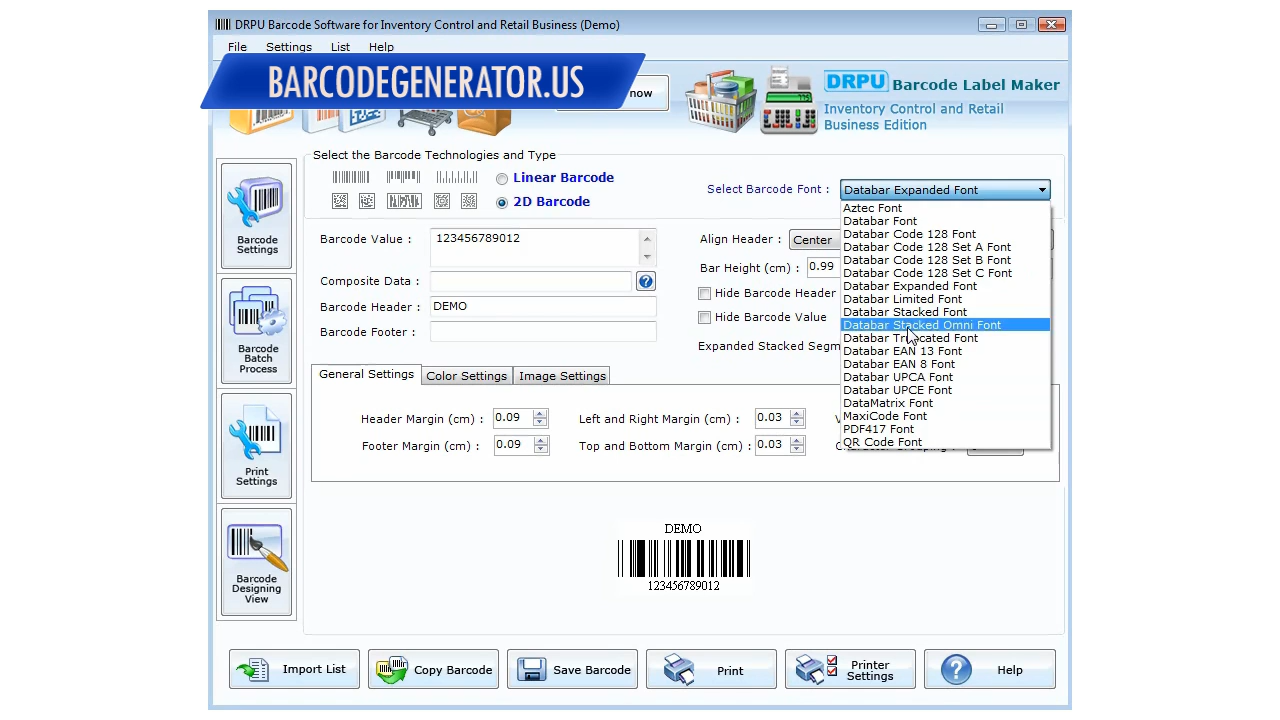 DRPU Barcode Software for Inventory Control and Retail Business (Demo)
File Settings List Help
BARCODEGENERATOR.US
now
DRPU Barcode Label Maker
Inventory Control and Retail
Business Edition
Select the Barcode Technologies and Type
Linear Barcode
2D Barcode
Select Barcode Font :
Databar Expanded Font
Aztec Font
Databar Font
Databar Code 128 Font
Databar Code 128 Set A Font
Databar Code 128 Set B Font
Databar Code 128 Set C Font
Databar Expanded Font
Databar Limited Font
Databar Stacked Font
Databar Stacked Omni Font
Databar Truncated Font
Databar EAN 13 Font
Databar EAN 8 Font
Databar UPCA Font
Databar UPCE Font
DataMatrix Font
MaxiCode Font
PDF417 Font
QR Code Font
Barcode Value : 123456789012
Composite Data :
Barcode Header : DEMO
Barcode Footer :
Align Header : Center
Bar Height (cm) : 0.99
Hide Barcode Header
Hide Barcode Value
Expanded Stacked
General Settings Color Settings Image Settings
Header Margin (cm) : 0.09
Left and Right Margin (cm) : 0.03
Footer Margin (cm) : 0.09
Top and Bottom Margin (cm) : 0.03
DEMO
123456789012
Barcode
Settings
Barcode
Batch
Process
Print
Settings
Barcode
Designing
View
Import List
Copy Barcode
Save Barcode
Print
Printer
Settings
Help